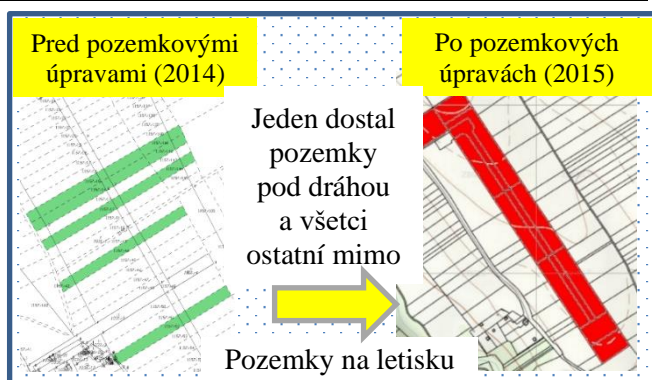 Pred pozemkovými
úpravami (2014)
Po pozemkových
úpravách (2015)
Jeden dostal
pozemky
pod dráhou
a všetci
ostatní mimo
Pozemky na letisku